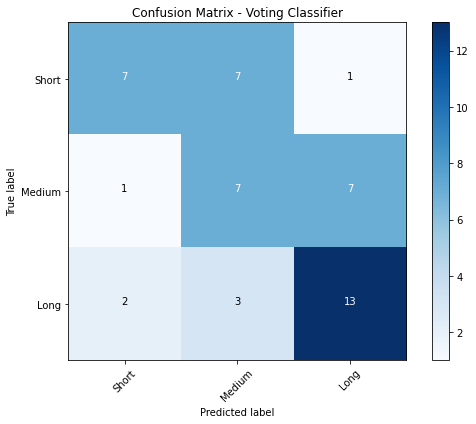 Confusion Matrix - Voting Classifier
True label
Short
7 7 1
Medium
1 7 7
Long
2 3 13
Short Medium Long
Predicted label
12
10
8
6
4
2